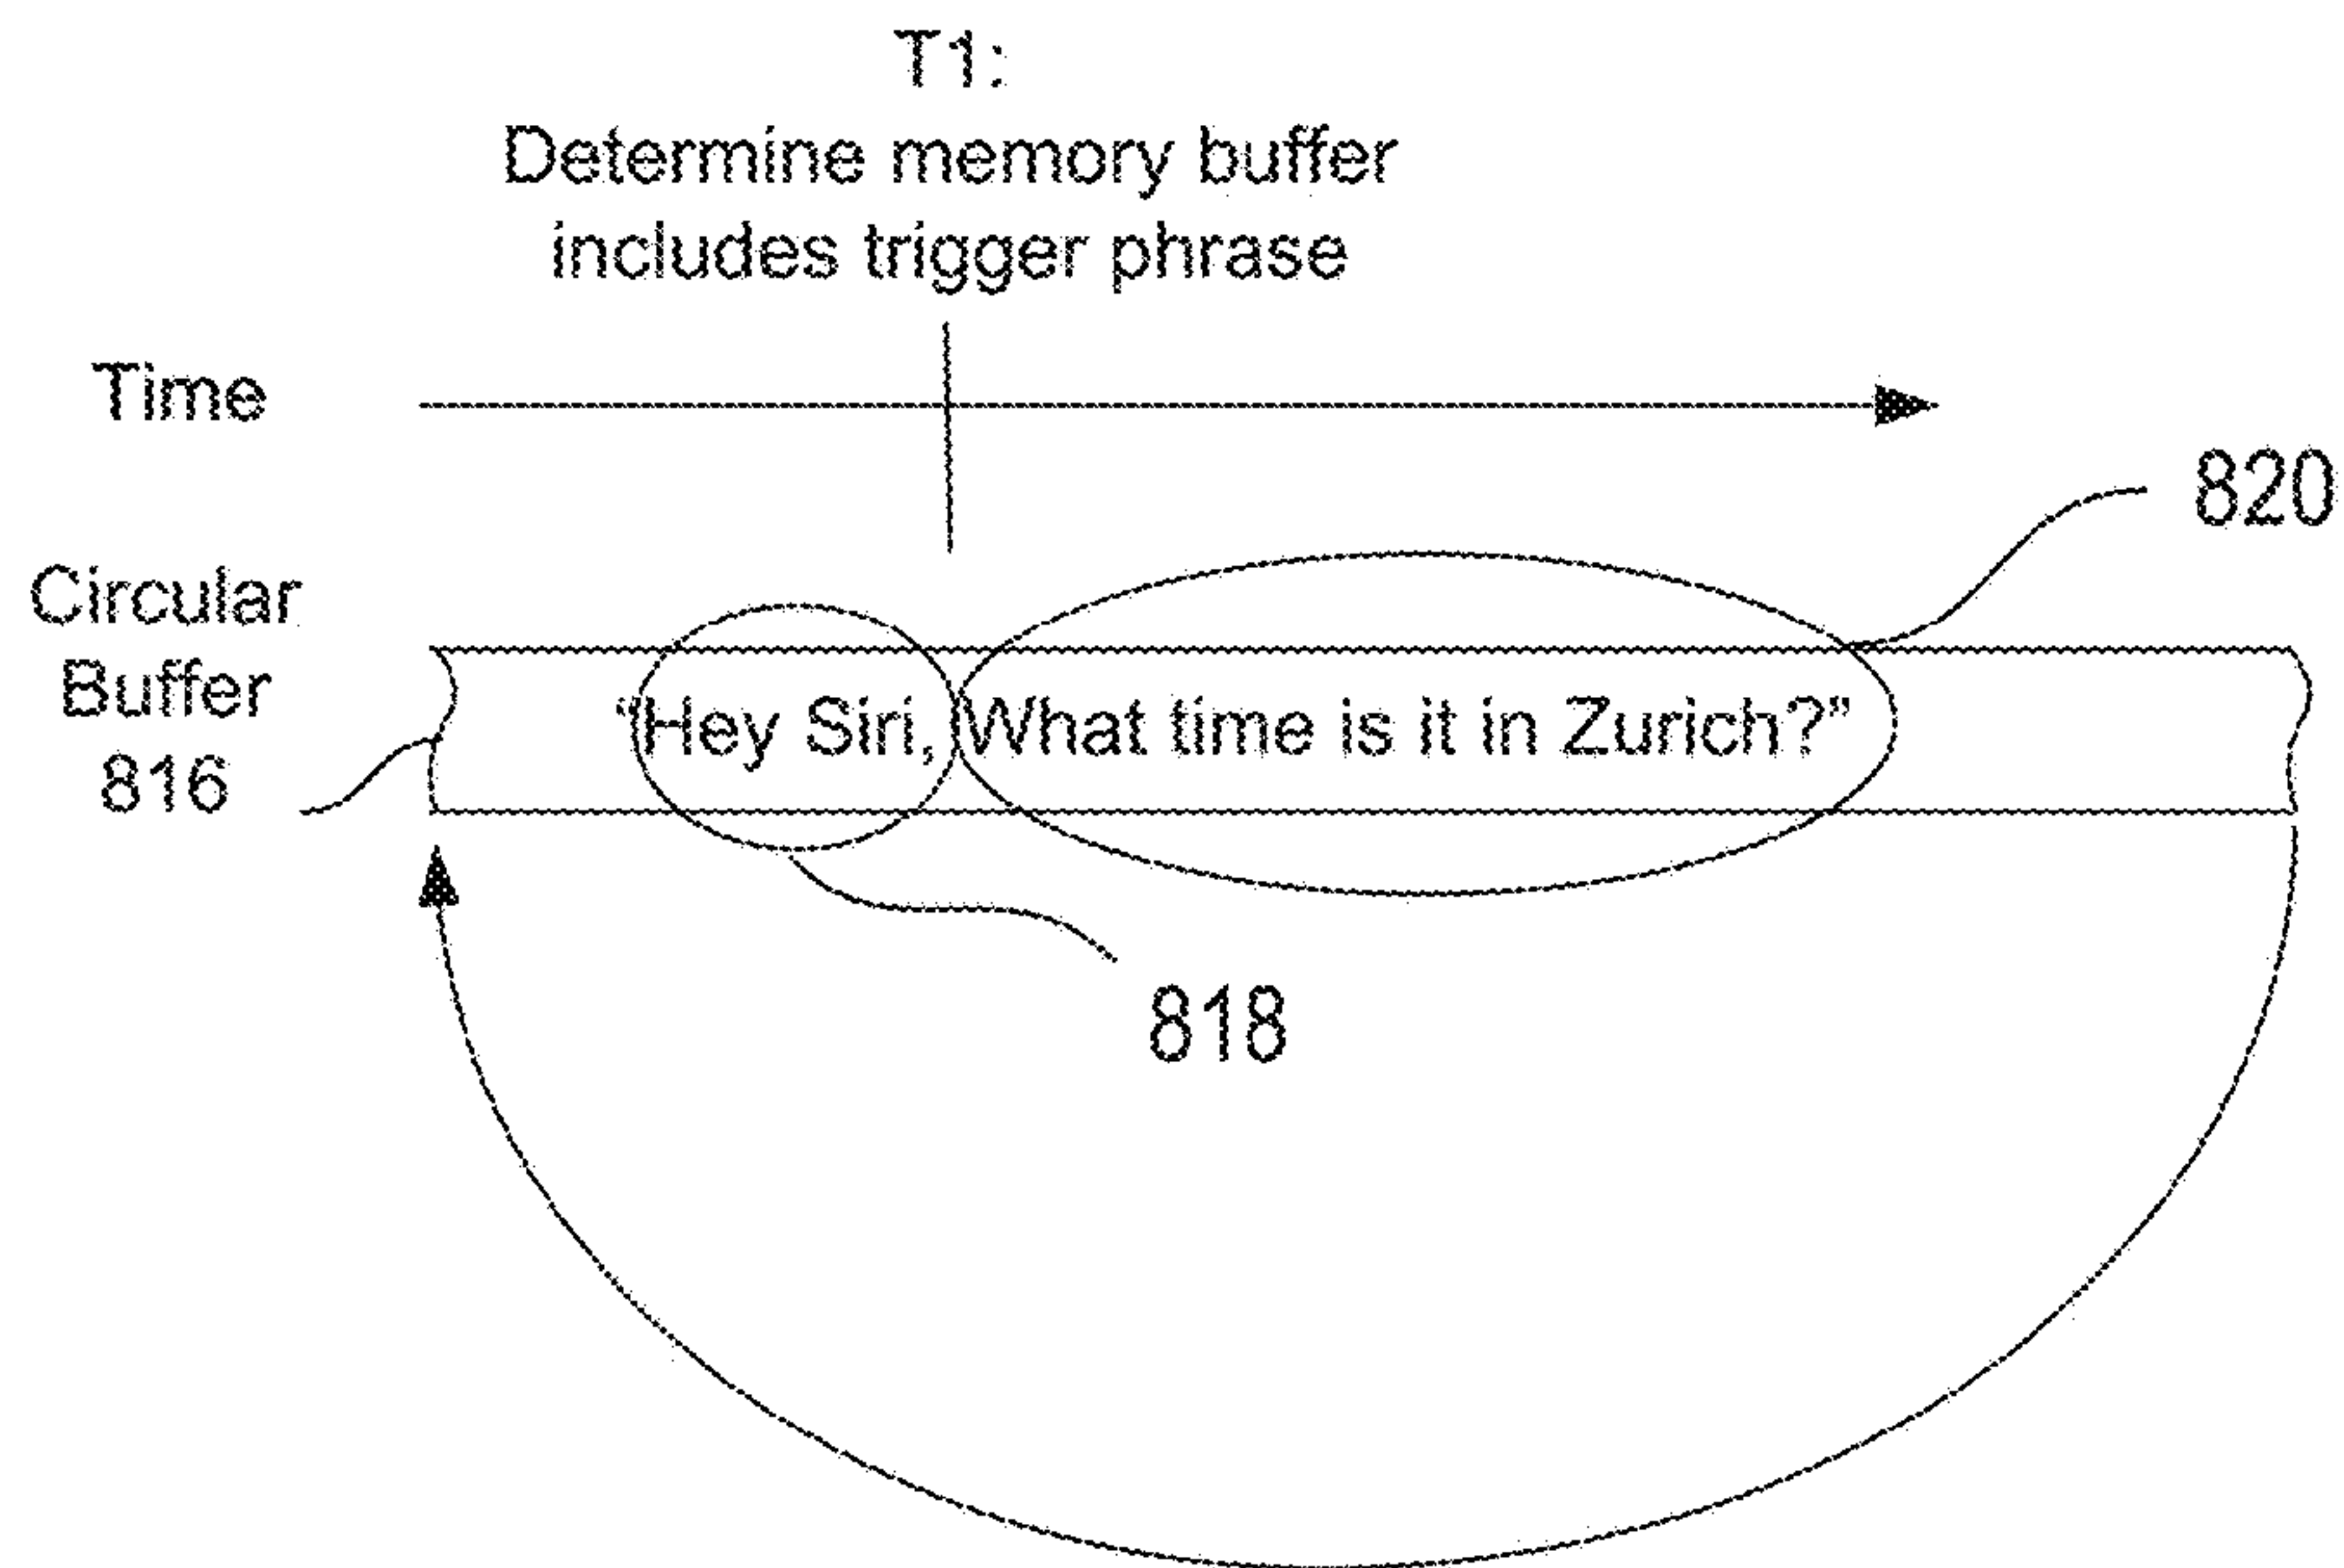 T1:
Determine memory buffer
includes trigger phrase
Time
820
Circular
Buffer
816
“Hey Siri, What time is it in Zurich?”
818